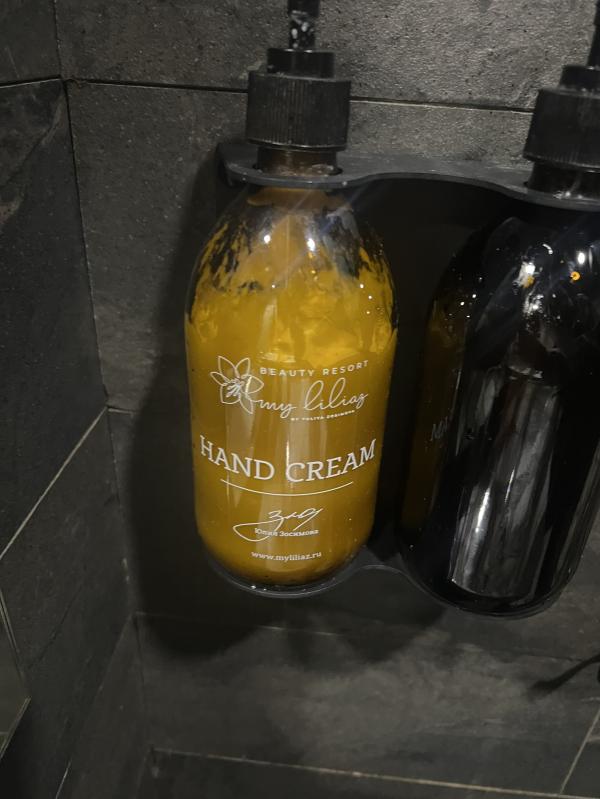 BEAUTY RESORT
my liliaz
BY YULIYA ZOSIMOVA
HAND CREAM
Юлия Зосимова
www.myliliaz.ru